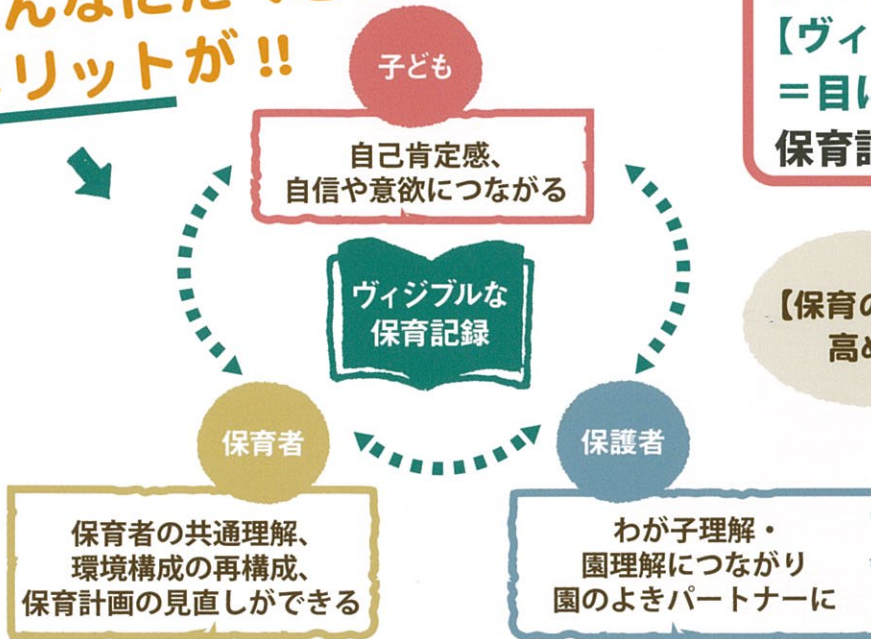 リットが!!
子ども
自己肯定感、
自信や意欲につながる
【ヴィ
＝目に
保育記
ヴィジブルな
保育記録
【保育の
高め
保育者
保育者の共通理解、
環境構成の再構成、
保育計画の見直しができる
保護者
わが子理解・
園理解につながり
園のよきパートナーに